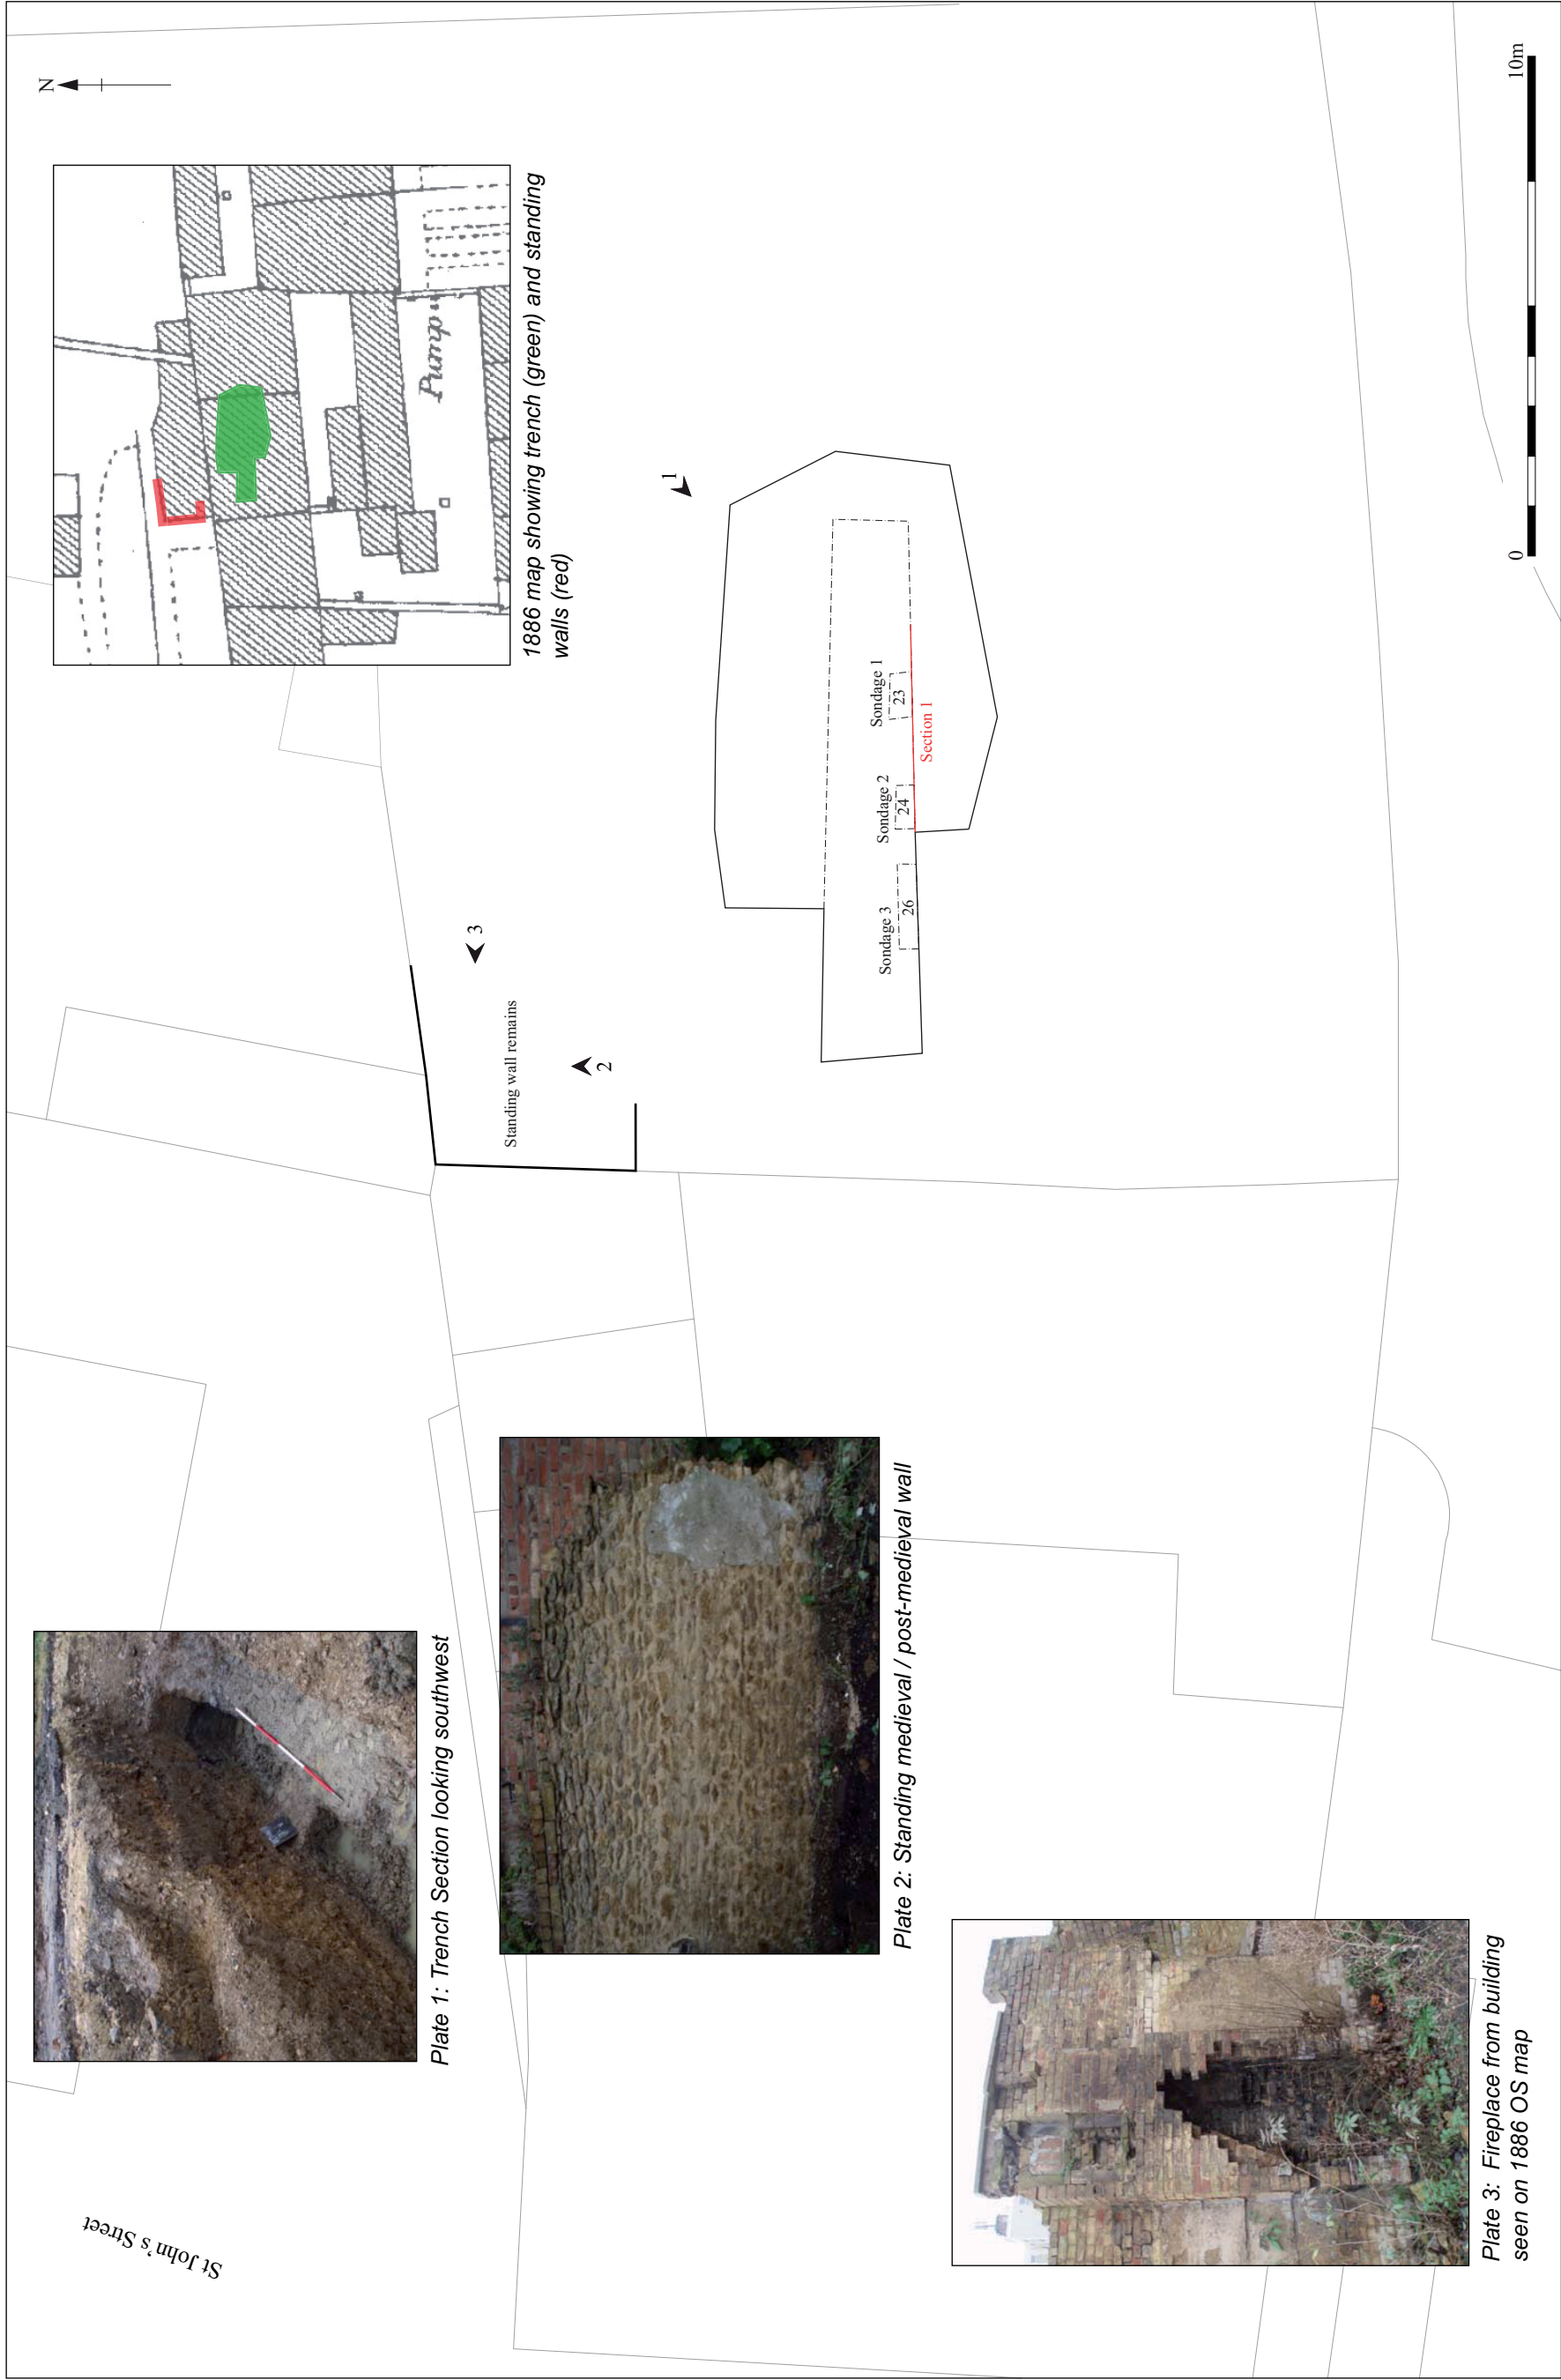 St John's Street
Plate 1: Trench Section looking southwest
Plate 2: Standing medieval / post-medieval wall
Plate 3: Fireplace from building
seen on 1886 OS map
N
Pump
1886 map showing trench (green) and standing
walls (red)
Standing wall remains
2
3
1
Sondage 3
26
Sondage 2
24
Sondage 1
23
Section 1
0
10m